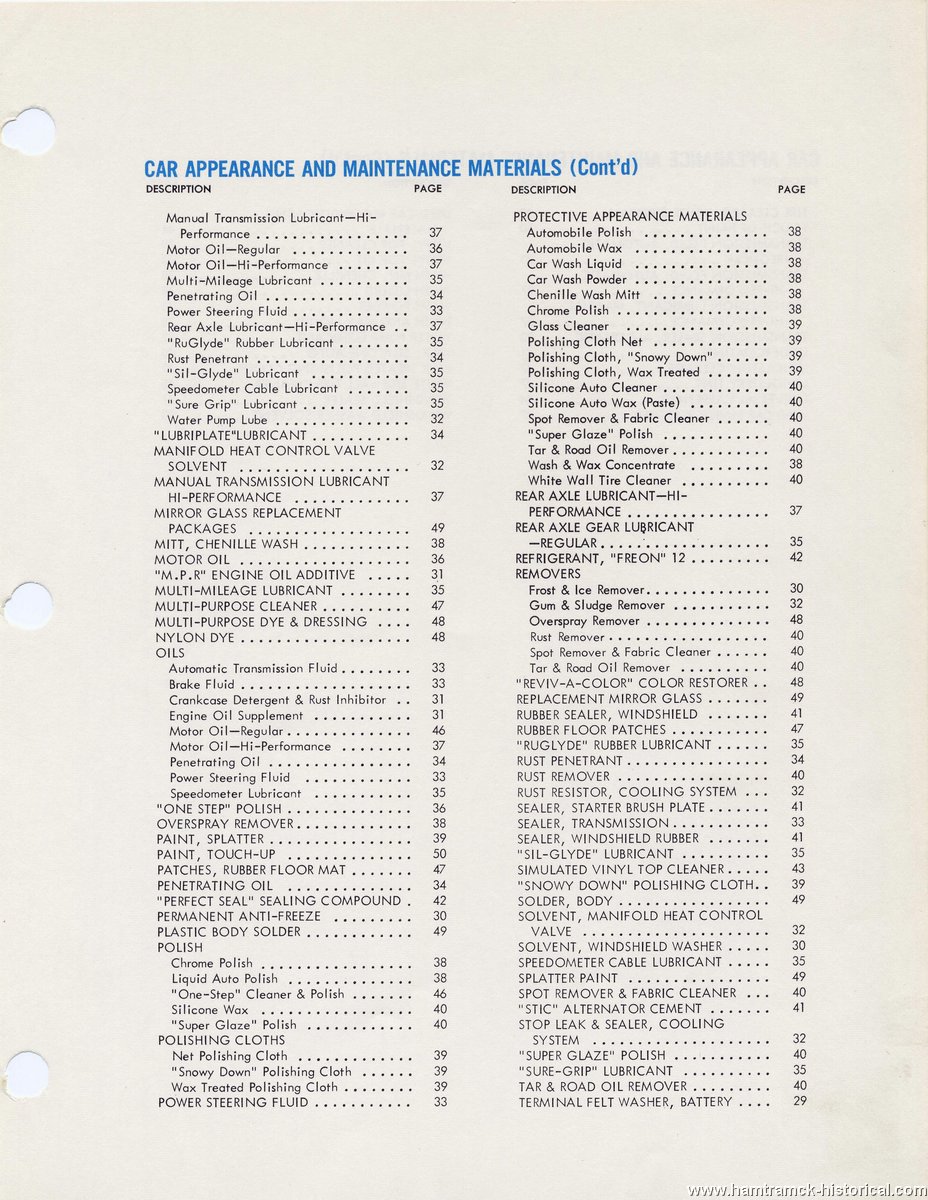 CAR APPEARANCE AND MAINTENANCE MATERIALS (Cont'd)
DESCRIPTION PAGE
Manual Transmission Lubricant—Hi-
Performance . . . . . . . . . . . . . . . . . 37
Motor Oil—Regular . . . . . . . . . . . . . 36
Motor Oil—Hi-Performance . . . . . . . . 37
Multi-Mileage Lubricant . . . . . . . . . . 35
Penetrating Oil . . . . . . . . . . . . . . . . 34
Power Steering Fluid . . . . . . . . . . . . . 33
Rear Axle Lubricant—Hi-Performance . . 37
"RuGlyde" Rubber Lubricant . . . . . . . . 35
Rust Penetrant . . . . . . . . . . . . . . . . . 34
"Sil-Glyde" Lubricant . . . . . . . . . . . 35
Speedometer Cable Lubricant . . . . . . . 35
"Sure Grip" Lubricant . . . . . . . . . . . . 35
Water Pump Lube . . . . . . . . . . . . . . . 32
"LUBRIPLATE"LUBRICANT . . . . . . . . . . . 34
MANIFOLD HEAT CONTROL VALVE
SOLVENT . . . . . . . . . . . . . . . . . . . 32
MANUAL TRANSMISSION LUBRICANT
HI-PERFORMANCE . . . . . . . . . . . . . 37
MIRROR GLASS REPLACEMENT
PACKAGES . . . . . . . . . . . . . . . . . . 49
MITT, CHENILLE WASH . . . . . . . . . . . . 38
MOTOR OIL . . . . . . . . . . . . . . . . . . . 36
"M.P.R" ENGINE OIL ADDITIVE . . . . . 31
MULTI-MILEAGE LUBRICANT . . . . . . . . 35
MULTI-PURPOSE CLEANER . . . . . . . . . . 47
MULTI-PURPOSE DYE & DRESSING . . . . 48
NYLON DYE . . . . . . . . . . . . . . . . . . . 48
OILS
Automatic Transmission Fluid . . . . . . . . 33
Brake Fluid . . . . . . . . . . . . . . . . . . . 33
Crankcase Detergent & Rust Inhibitor . . 31
Engine Oil Supplement . . . . . . . . . . . 31
Motor Oil—Regular . . . . . . . . . . . . . . 46
Motor Oil—Hi-Performance . . . . . . . . 37
Penetrating Oil . . . . . . . . . . . . . . . . 34
Power Steering Fluid . . . . . . . . . . . . 33
Speedometer Lubricant . . . . . . . . . . . 35
"ONE STEP" POLISH . . . . . . . . . . . . . . 36
OVERSPRAY REMOVER . . . . . . . . . . . . . 38
PAINT, SPLATTER . . . . . . . . . . . . . . . . 39
PAINT, TOUCH-UP . . . . . . . . . . . . . . 50
PATCHES, RUBBER FLOOR MAT . . . . . . . 47
PENETRATING OIL . . . . . . . . . . . . . . 34
"PERFECT SEAL" SEALING COMPOUND . 42
PERMANENT ANTI-FREEZE . . . . . . . . . 30
PLASTIC BODY SOLDER . . . . . . . . . . . . 49
POLISH
Chrome Polish . . . . . . . . . . . . . . . . . 38
Liquid Auto Polish . . . . . . . . . . . . . . 38
"One-Step" Cleaner & Polish . . . . . . . 46
Silicone Wax . . . . . . . . . . . . . . . . . 40
"Super Glaze" Polish . . . . . . . . . . . . 40
POLISHING CLOTHS
Net Polishing Cloth . . . . . . . . . . . . . 39
"Snowy Down" Polishing Cloth . . . . . . 39
Wax Treated Polishing Cloth . . . . . . . . 39
POWER STEERING FLUID . . . . . . . . . . . 33
DESCRIPTION PAGE
PROTECTIVE APPEARANCE MATERIALS
Automobile Polish . . . . . . . . . . . . . . 38
Automobile Wax . . . . . . . . . . . . . . . 38
Car Wash Liquid . . . . . . . . . . . . . . . 38
Car Wash Powder . . . . . . . . . . . . . . . 38
Chenille Wash Mitt . . . . . . . . . . . . . 38
Chrome Polish . . . . . . . . . . . . . . . . . 38
Glass Cleaner . . . . . . . . . . . . . . . . 39
Polishing Cloth Net . . . . . . . . . . . . . 39
Polishing Cloth, "Snowy Down" . . . . . . 39
Polishing Cloth, Wax Treated . . . . . . . 39
Silicone Auto Cleaner . . . . . . . . . . . . 40
Silicone Auto Wax (Paste) . . . . . . . . . 40
Spot Remover & Fabric Cleaner . . . . . . 40
"Super Glaze" Polish . . . . . . . . . . . . 40
Tar & Road Oil Remover . . . . . . . . . . . 40
Wash & Wax Concentrate . . . . . . . . . . 38
White Wall Tire Cleaner . . . . . . . . . . 40
REAR AXLE LUBRICANT—HI-
PERFORMANCE . . . . . . . . . . . . . . . . 37
REAR AXLE GEAR LUBRICANT
—REGULAR . . . . . . . . . . . . . . . . . . . 35
REFRIGERANT, "FREON" 12 . . . . . . . . . . 42
REMOVERS
Frost & Ice Remover . . . . . . . . . . . . . . 30
Gum & Sludge Remover . . . . . . . . . . . 32
Overspray Remover . . . . . . . . . . . . . . 48
Rust Remover . . . . . . . . . . . . . . . . . . 40
Spot Remover & Fabric Cleaner . . . . . . 40
Tar & Road Oil Remover . . . . . . . . . . 40
"REVIV-A-COLOR" COLOR RESTORER . . 48
REPLACEMENT MIRROR GLASS . . . . . . . 49
RUBBER SEALER, WINDSHIELD . . . . . . . 41
RUBBER FLOOR PATCHES . . . . . . . . . . . 47
"RUGLYDE" RUBBER LUBRICANT . . . . . . 35
RUST PENETRANT . . . . . . . . . . . . . . . . 34
RUST REMOVER . . . . . . . . . . . . . . . . . 40
RUST RESISTOR, COOLING SYSTEM . . . 32
SEALER, STARTER BRUSH PLATE . . . . . . . 41
SEALER, TRANSMISSION . . . . . . . . . . . 33
SEALER, WINDSHIELD RUBBER . . . . . . . 41
"SIL-GLYDE" LUBRICANT . . . . . . . . . . 35
SIMULATED VINYL TOP CLEANER . . . . . 43
"SNOWY DOWN" POLISHING CLOTH . . 39
SOLDER, BODY . . . . . . . . . . . . . . . . . 49
SOLVENT, MANIFOLD HEAT CONTROL
VALVE . . . . . . . . . . . . . . . . . . . . . 32
SOLVENT, WINDSHIELD WASHER . . . . . 30
SPEEDOMETER CABLE LUBRICANT . . . . . 35
SPLATTER PAINT . . . . . . . . . . . . . . . . 49
SPOT REMOVER & FABRIC CLEANER . . . 40
"STIC" ALTERNATOR CEMENT . . . . . . . 41
STOP LEAK & SEALER, COOLING
SYSTEM . . . . . . . . . . . . . . . . . . . . 32
"SUPER GLAZE" POLISH . . . . . . . . . . . 40
"SURE-GRIP" LUBRICANT . . . . . . . . . . 35
TAR & ROAD OIL REMOVER . . . . . . . . . 40
TERMINAL FELT WASHER, BATTERY . . . . 29
www.hamtramck-historical.com